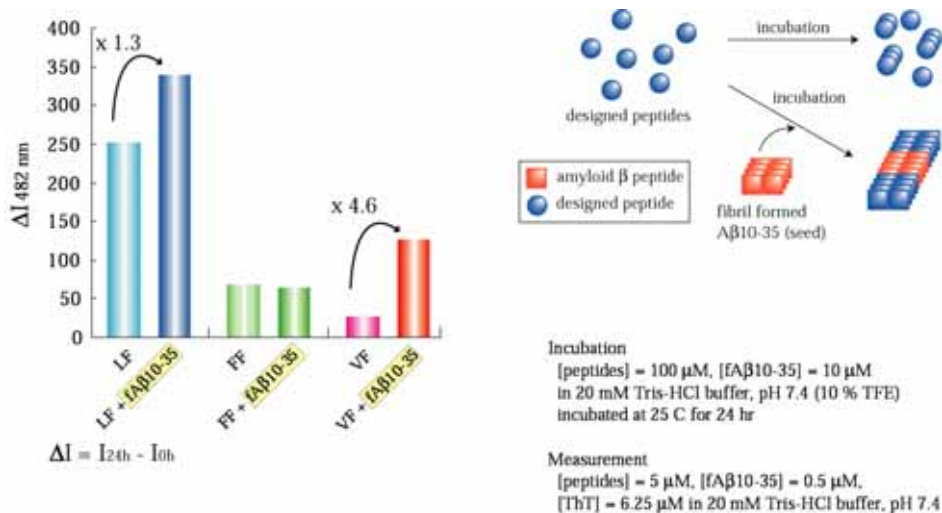 400
350
300
250
200
150
100
50
0
ΔI 482 nm
x 1.3
x 4.6
LF
LF + fAβ10-35
FF
FF + fAβ10-35
VF
VF + fAβ10-35
ΔI = I24h - I0h
designed peptides
incubation
incubation
amyloid β peptide
designed peptide
fibril formed
Aβ10-35 (seed)
Incubation
[peptides] = 100 μM, [fAβ10-35] = 10 μM
in 20 mM Tris-HCl buffer, pH 7.4 (10 % TFE)
incubated at 25 C for 24 hr
Measurement
[peptides] = 5 μM, [fAβ10-35] = 0.5 μM,
[ThT] = 6.25 μM in 20 mM Tris-HCl buffer, pH 7.4